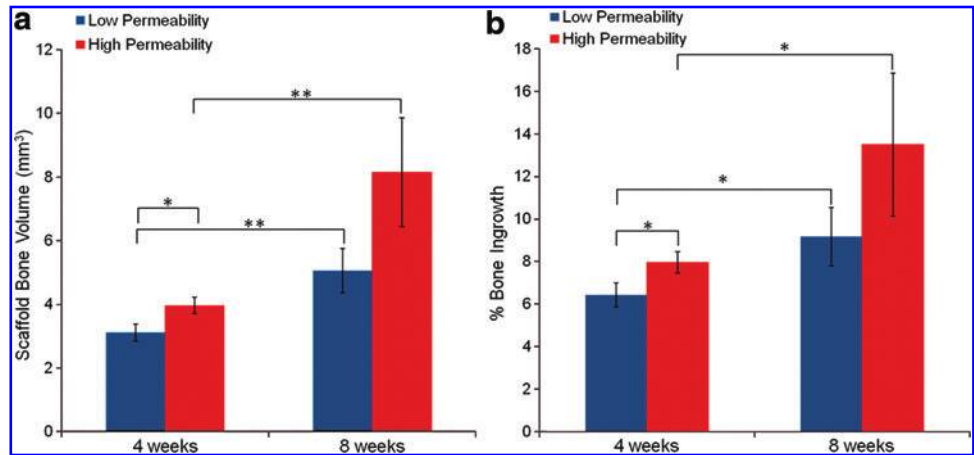 a
Low Permeability
High Permeability
Scaffold Bone Volume (mm³)
12
10
8
6
4
2
0
**
*
**
4 weeks
8 weeks
b
Low Permeability
High Permeability
% Bone Ingrowth
18
16
14
12
10
8
6
4
2
0
*
*
*
4 weeks
8 weeks